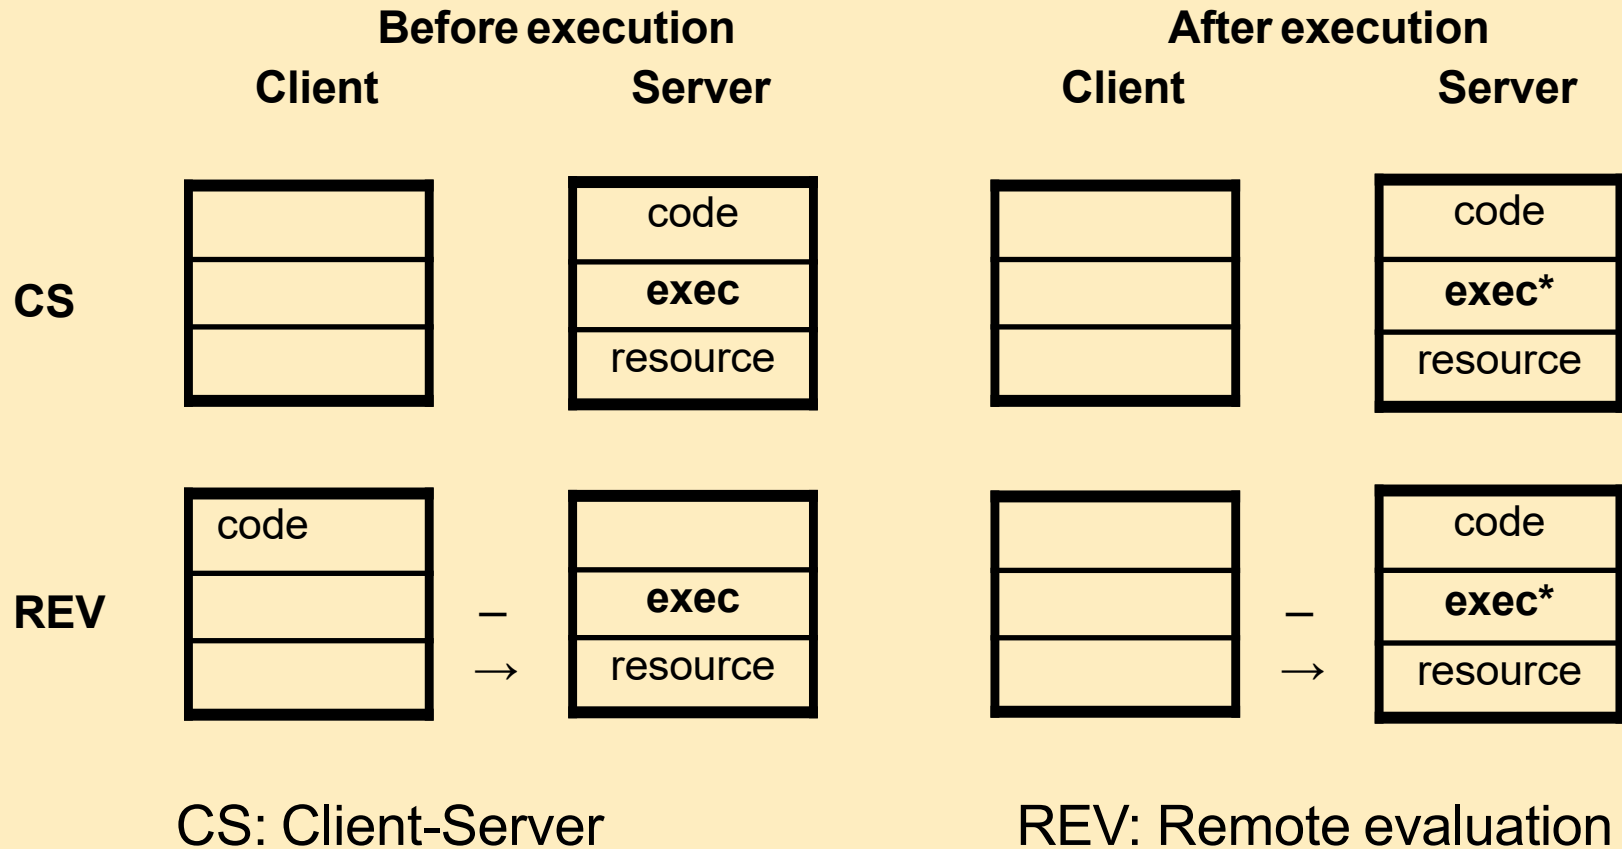 Before execution After execution
Client Server Client Server
code code
CS exec exec*
resource resource
code code
REV – exec – exec*
→ resource → resource
CS: Client-Server REV: Remote evaluation